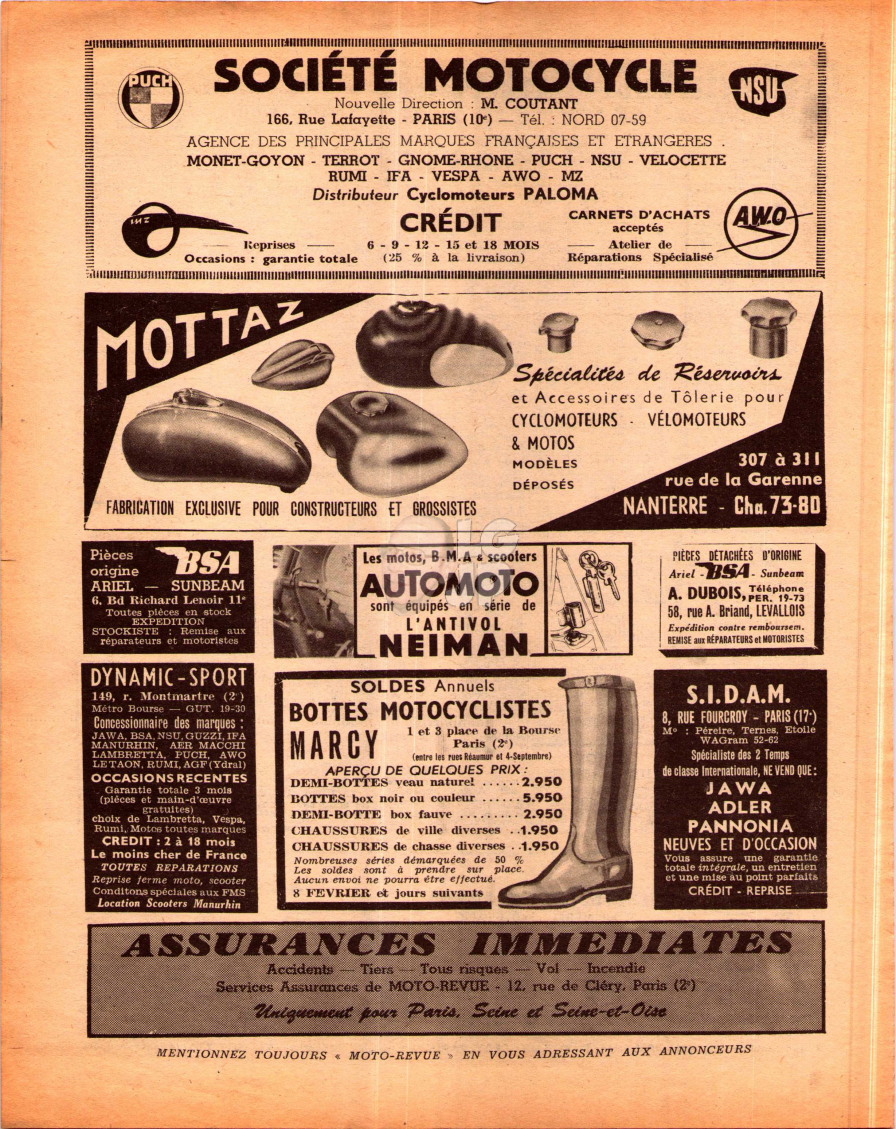 PUCH
SOCIÉTÉ MOTOCYCLE
NSU
Nouvelle Direction : M. COUTANT
166, Rue Lafayette - PARIS (10e) — Tél. : NORD 07-59
AGENCE DES PRINCIPALES MARQUES FRANÇAISES ET ETRANGERES .
MONET-GOYON - TERROT - GNOME-RHONE - PUCH - NSU - VELOCETTE
RUMI - IFA - VESPA - AWO - MZ
Distributeur Cyclomoteurs PALOMA
MZ
Reprises
Occasions : garantie totale
CRÉDIT
6 - 9 - 12 - 15 et 18 MOIS
(25 % à la livraison)
CARNETS D'ACHATS
acceptés
Atelier de
Réparations Spécialisé
AWO
MOTTAZ
Spécialités de Réservoirs
et Accessoires de Tôlerie pour
CYCLOMOTEURS - VÉLOMOTEURS
& MOTOS
MODÈLES
DÉPOSÉS
FABRICATION EXCLUSIVE POUR CONSTRUCTEURS ET GROSSISTES
307 à 311
rue de la Garenne
NANTERRE - Cha. 73-80
Pièces
origine BSA
ARIEL — SUNBEAM
6, Bd Richard Lenoir 11e
Toutes pièces en stock
EXPEDITION
STOCKISTE : Remise aux
réparateurs et motoristes
Les motos, B.M.A & scooters
AUTOMOTO
sont équipés en série de
L'ANTIVOL
NEIMAN
PIÈCES DÉTACHÉES D'ORIGINE
Ariel - BSA - Sunbeam
A. DUBOIS, Téléphone PER. 19-73
58, rue A. Briand, LEVALLOIS
Expédition contre remboursem.
REMISE aux RÉPARATEURS et MOTORISTES
DYNAMIC-SPORT
149, r. Montmartre (2e)
Métro Bourse — GUT. 19-30
Concessionnaire des marques :
JAWA, BSA, NSU, GUZZI, IFA
MANURHIN, AER MACCHI
LAMBRETTA, PUCH, AWO
LETAON, RUMI, AGF (Ydral)
OCCASIONS RECENTES
Garantie totale 3 mois
(pièces et main-d'œuvre
gratuites)
choix de Lambretta, Vespa,
Rumi, Motos toutes marques
CREDIT : 2 à 18 mois
Le moins cher de France
TOUTES REPARATIONS
Reprise ferme moto, scooter
Conditons spéciales aux FMS
Location Scooters Manurhin
SOLDES Annuels
BOTTES MOTOCYCLISTES
MARCY
1 et 3 place de la Bourse
Paris (2e)
(entre les rues Réaumur et 4-Septembre)
APERÇU DE QUELQUES PRIX :
DEMI-BOTTES veau naturel ...... 2.950
BOTTES box noir ou couleur ...... 5.950
DEMI-BOTTE box fauve ......... 2.950
CHAUSSURES de ville diverses .. 1.950
CHAUSSURES de chasse diverses . 1.950
Nombreuses séries démarquées de 50 %
Les soldes sont à prendre sur place.
Aucun envoi ne pourra être effectué.
8 FEVRIER et jours suivants
S.I.D.A.M.
8, RUE FOURCROY - PARIS (17e)
Mo : Péreire, Ternes, Etoile
WAGram 52-62
Spécialiste des 2 Temps
de classe Internationale, NE VEND QUE :
JAWA
ADLER
PANNONIA
NEUVES ET D'OCCASION
Vous assure une garantie
totale intégrale, un entretien
et une mise au point parfaits
CRÉDIT - REPRISE
ASSURANCES IMMEDIATES
Accidents — Tiers — Tous risques — Vol — Incendie
Services Assurances de MOTO-REVUE - 12, rue de Cléry, Paris (2e)
Uniquement pour Paris, Seine et Seine-et-Oise
MENTIONNEZ TOUJOURS « MOTO-REVUE » EN VOUS ADRESSANT AUX ANNONCEURS